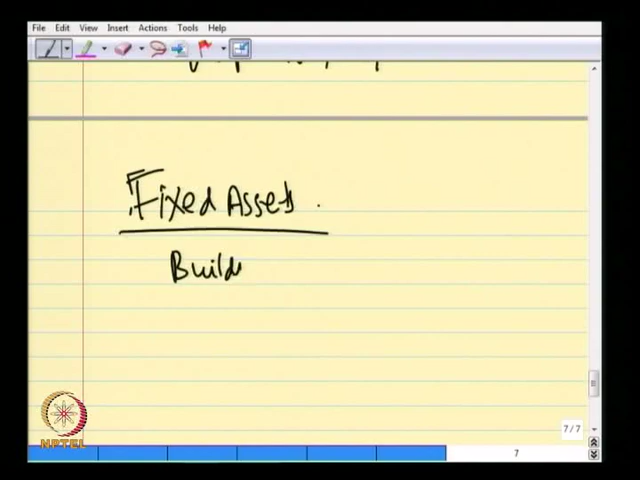 File Edit View Insert Actions Tools Help
Fixed Assets
Build
7/7
NPTEL
7